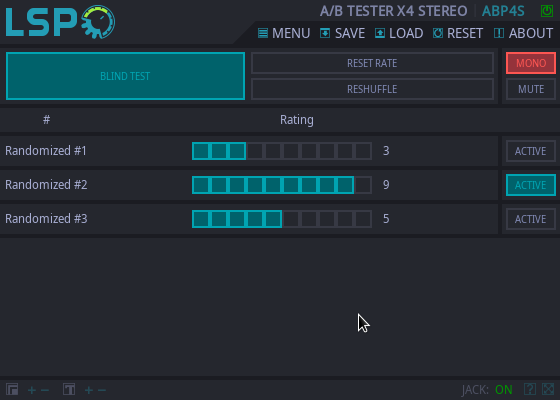 LSP
A/B TESTER X4 STEREO ABP4S
MENU SAVE LOAD RESET ABOUT
BLIND TEST RESET RATE MONO
RESHUFFLE MUTE
# Rating
Randomized #1 3 ACTIVE
Randomized #2 9 ACTIVE
Randomized #3 5 ACTIVE
+ − T + − JACK: ON ?